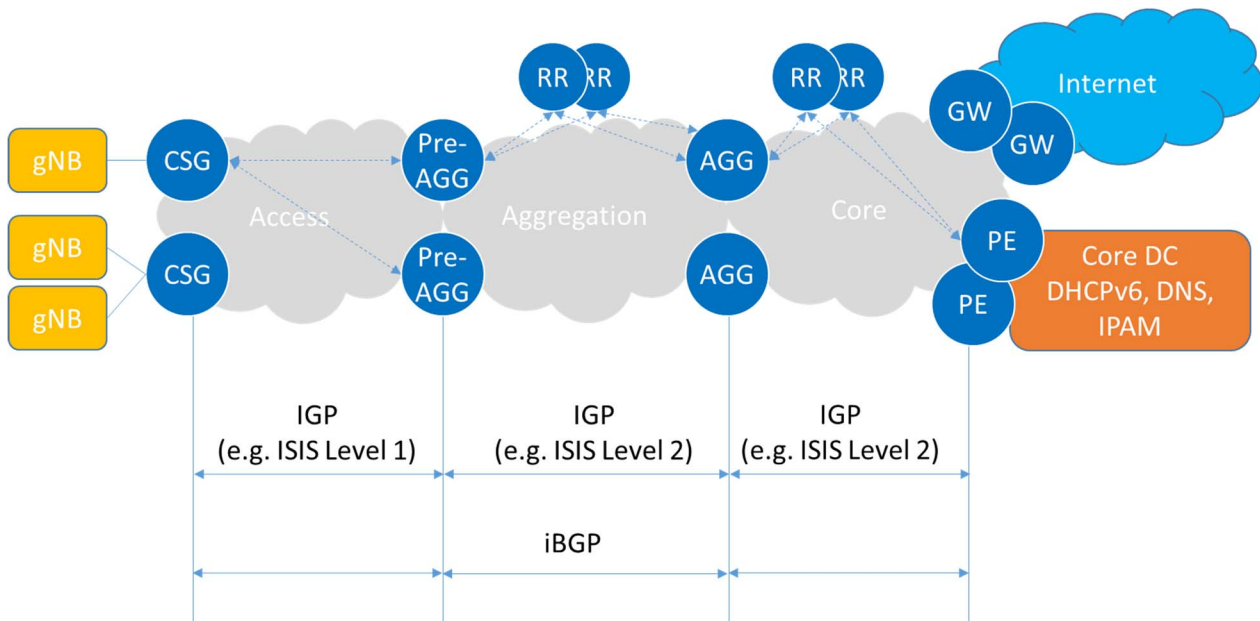 RR
RR
RR
RR
Internet
GW
GW
gNB
CSG
Pre-
AGG
AGG
Access
Aggregation
Core
gNB
gNB
CSG
Pre-
AGG
AGG
PE
PE
Core DC
DHCPv6, DNS,
IPAM
IGP
(e.g. ISIS Level 1)
IGP
(e.g. ISIS Level 2)
IGP
(e.g. ISIS Level 2)
iBGP